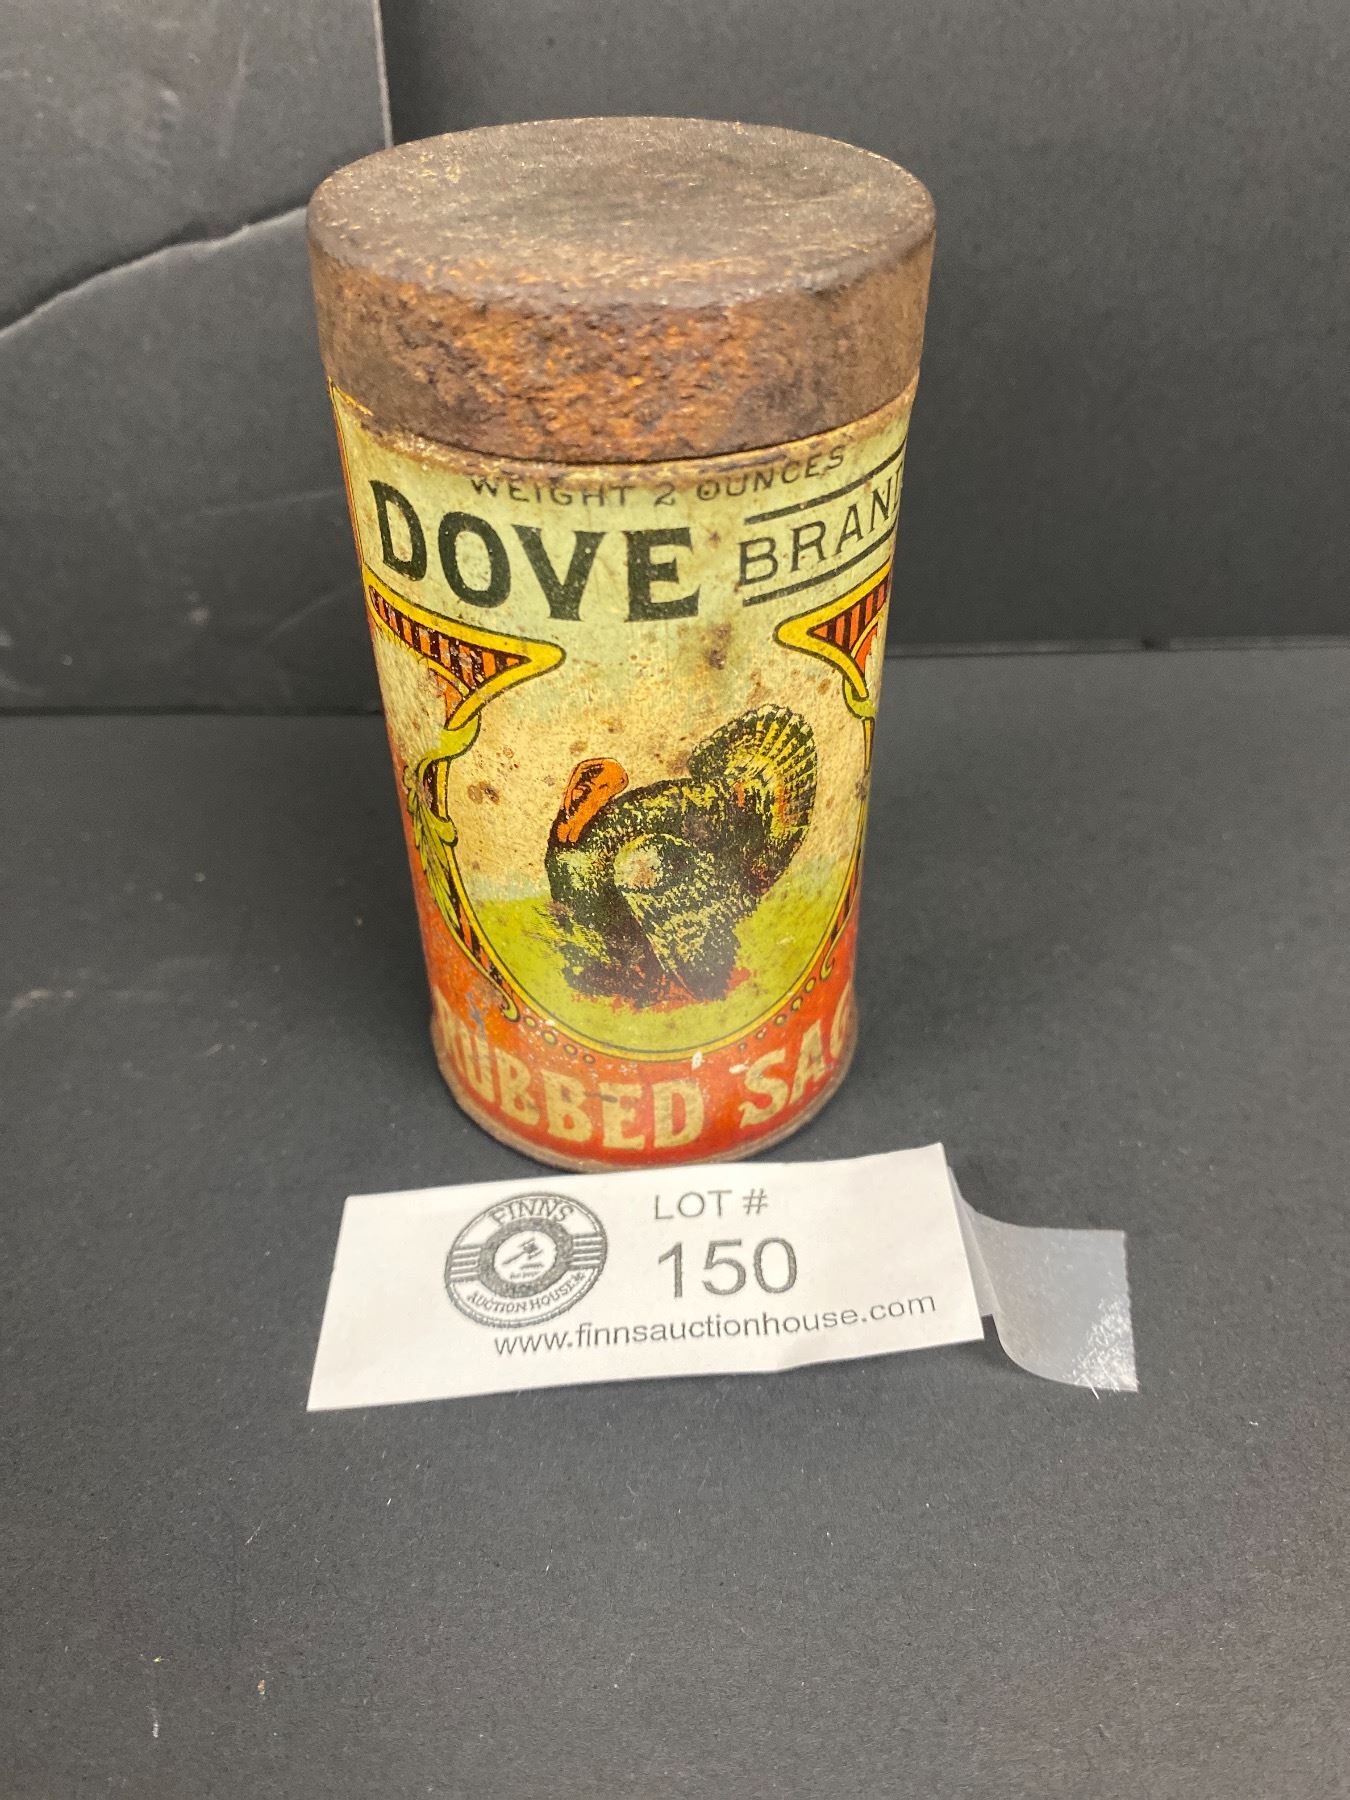 WEIGHT 2 OUNCES
DOVE BRAND
RUBBED SAG
FINNS
AUCTION HOUSE
LOT #
150
www.finnsauctionhouse.com